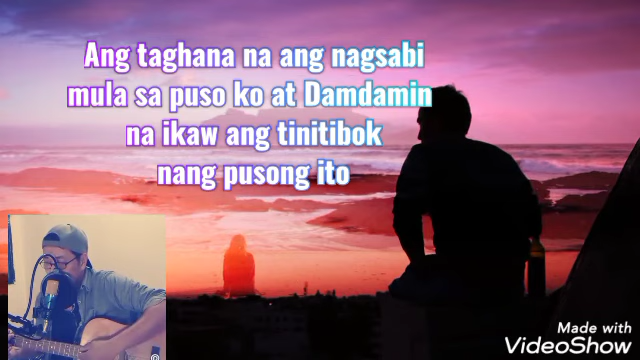 Ang taghana na ang nagsabi
mula sa puso ko at Damdamin
na ikaw ang tinitibok
nang pusong ito
Made with
VideoShow